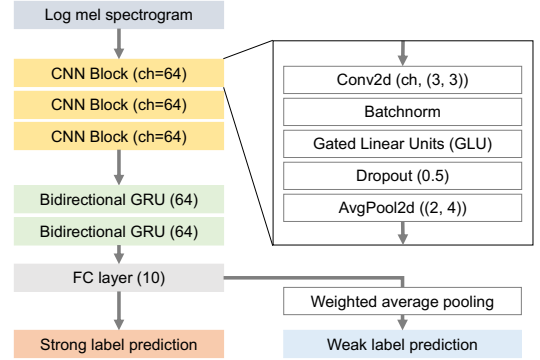 Log mel spectrogram
CNN Block (ch=64)
CNN Block (ch=64)
CNN Block (ch=64)
Bidirectional GRU (64)
Bidirectional GRU (64)
FC layer (10)
Strong label prediction
Conv2d (ch, (3, 3))
Batchnorm
Gated Linear Units (GLU)
Dropout (0.5)
AvgPool2d ((2, 4))
Weighted average pooling
Weak label prediction